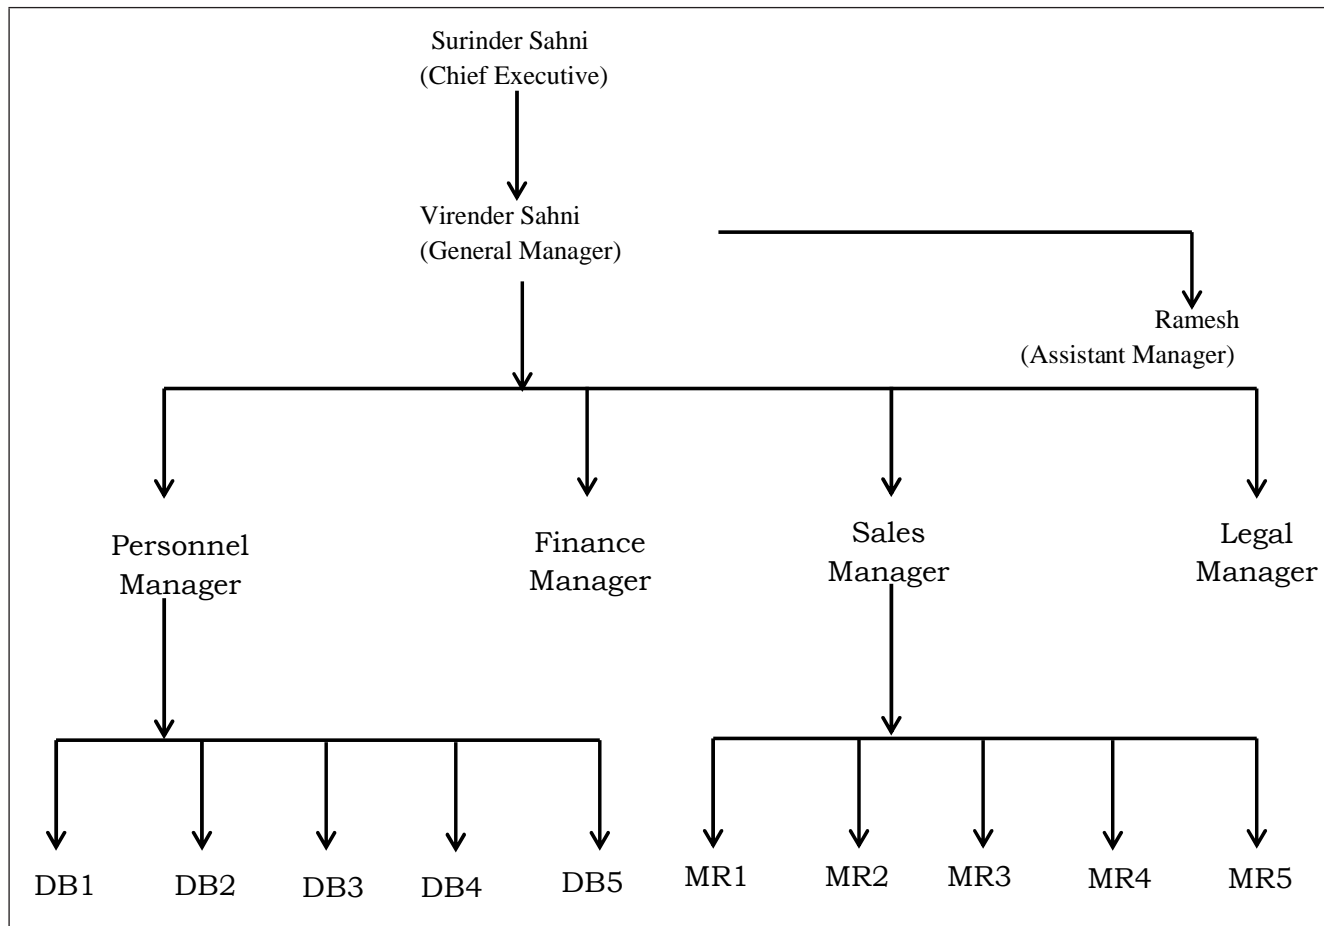 Surinder Sahni
(Chief Executive)
Virender Sahni
(General Manager)
Ramesh
(Assistant Manager)
Personnel
Manager
Finance
Manager
Sales
Manager
Legal
Manager
DB1
DB2
DB3
DB4
DB5
MR1
MR2
MR3
MR4
MR5